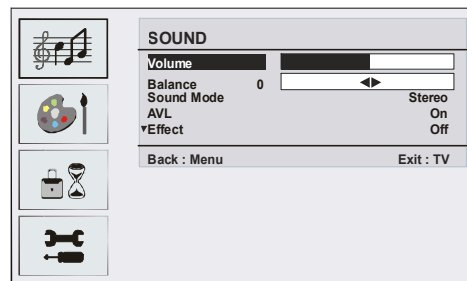 SOUND
Volume
Balance 0
Sound Mode Stereo
AVL On
▼Effect Off
Back : Menu Exit : TV